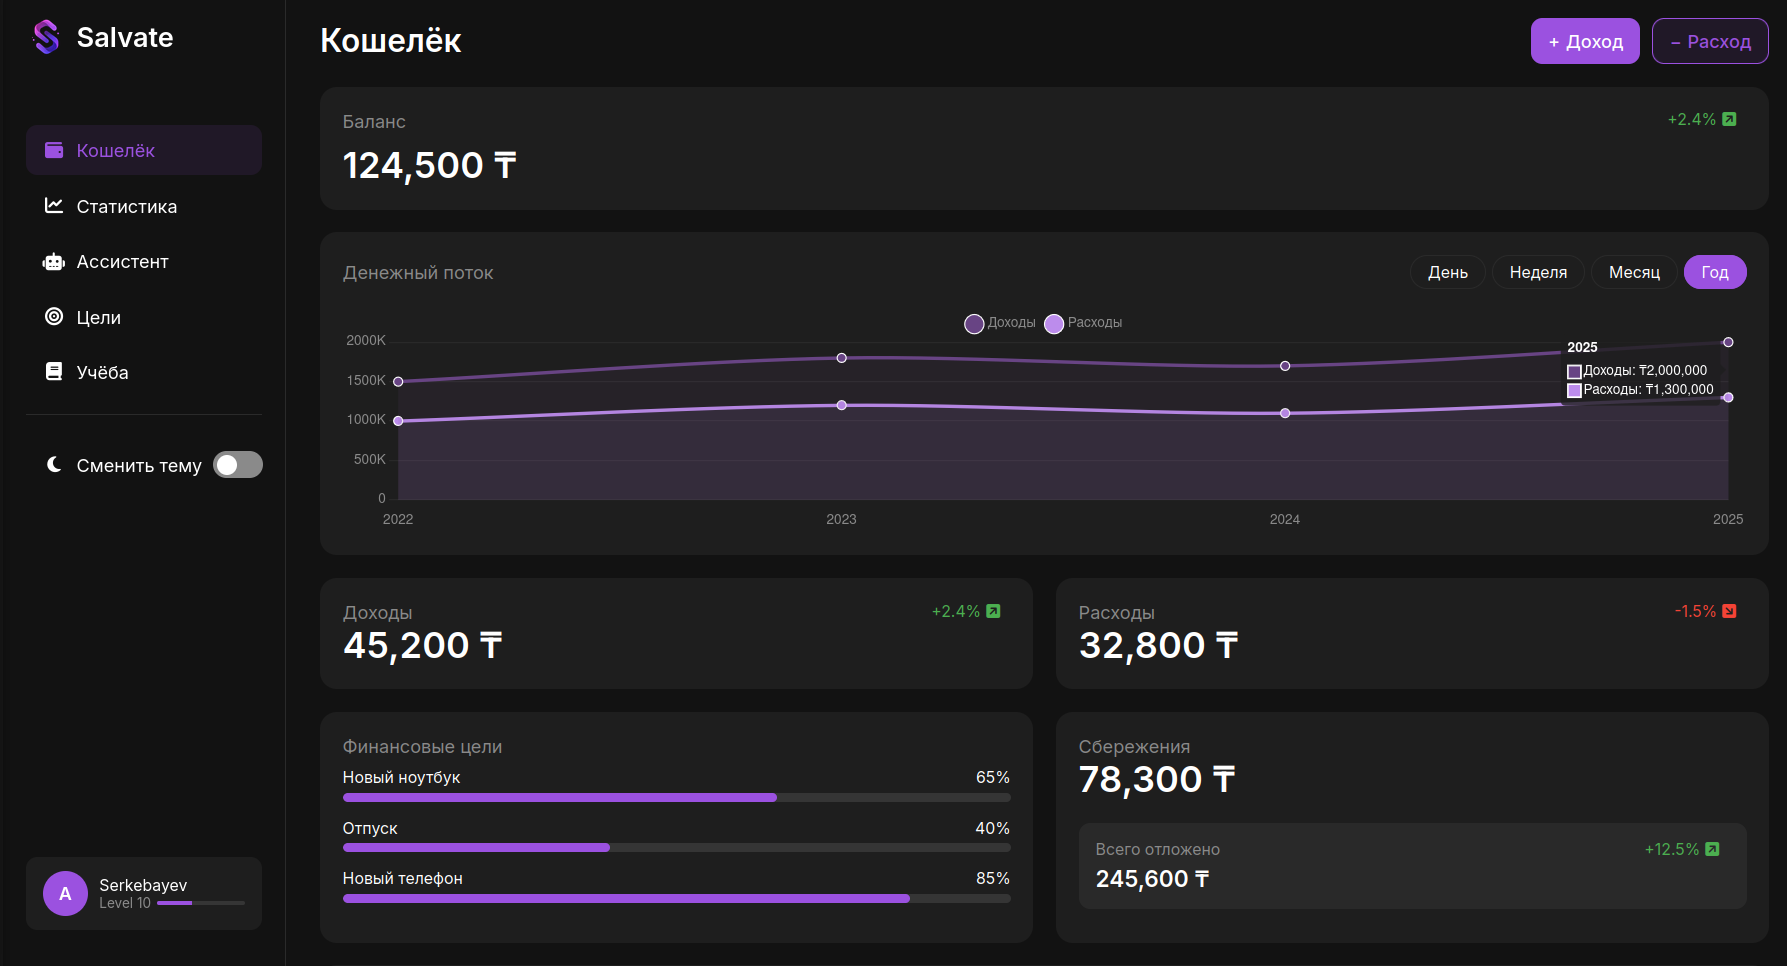 Salvate
Кошелёк
Статистика
Ассистент
Цели
Учёба
Сменить тему
A
Serkebayev
Level 10
Кошелёк
+ Доход
– Расход
Баланс
+2.4%
124,500 ₸
Денежный поток
День
Неделя
Месяц
Год
Доходы
Расходы
2000K
1500K
1000K
500K
0
2022
2023
2024
2025
2025
Доходы: ₸2,000,000
Расходы: ₸1,300,000
Доходы
+2.4%
45,200 ₸
Расходы
-1.5%
32,800 ₸
Финансовые цели
Новый ноутбук 65%
Отпуск 40%
Новый телефон 85%
Сбережения
78,300 ₸
Всего отложено
+12.5%
245,600 ₸